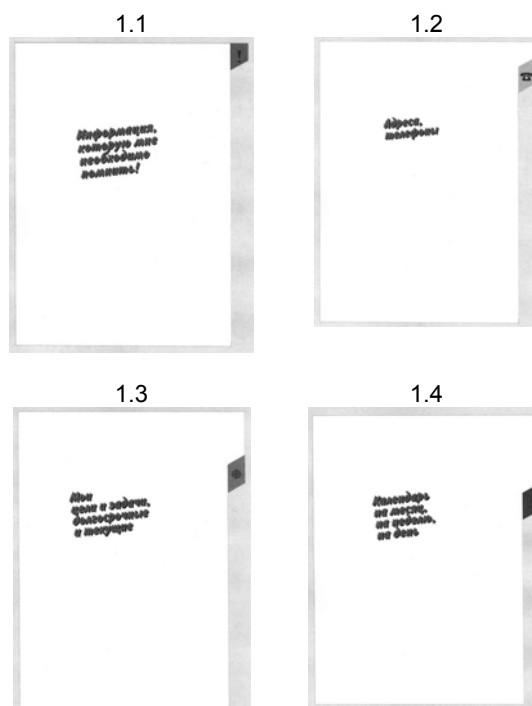 1.1
1.2
!
Информация,
которую мне
необходимо
помнить!
Адреса,
телефоны
1.3
1.4
Мои
цели и задачи,
долгосрочные
и текущие
Календарь
на месяц,
на неделю,
на день